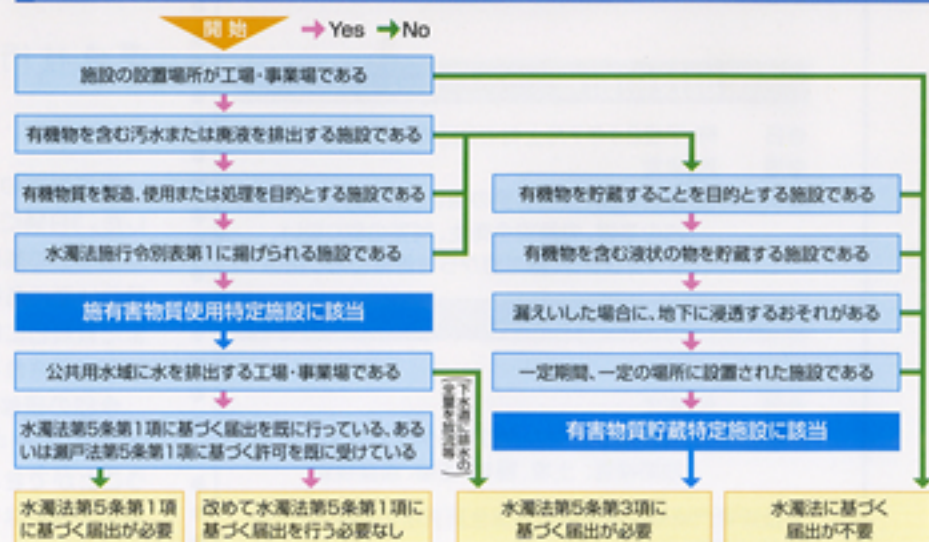 開始
Yes
No
施設の設置場所が工場・事業場である
有機物を含む汚水または廃液を排出する施設である
有機物質を製造、使用または処理を目的とする施設である
水濁法施行令別表第1に揚げられる施設である
施有害物質使用特定施設に該当
公共用水域に水を排出する工場・事業場である
水濁法第5条第1項に基づく届出を既に行っている、ある
いは瀬戸法第5条第1項に基づく許可を既に受けている
水濁法第5条第1項
に基づく届出が必要
改めて水濁法第5条第1項に
基づく届出を行う必要なし
有機物を貯蔵することを目的とする施設である
有機物を含む液状の物を貯蔵する施設である
漏えいした場合に、地下に浸透するおそれがある
一定期間、一定の場所に設置された施設である
有害物質貯蔵特定施設に該当
(下水道に排水の
全量を放流等)
水濁法第5条第3項に
基づく届出が必要
水濁法に基づく
届出が不要